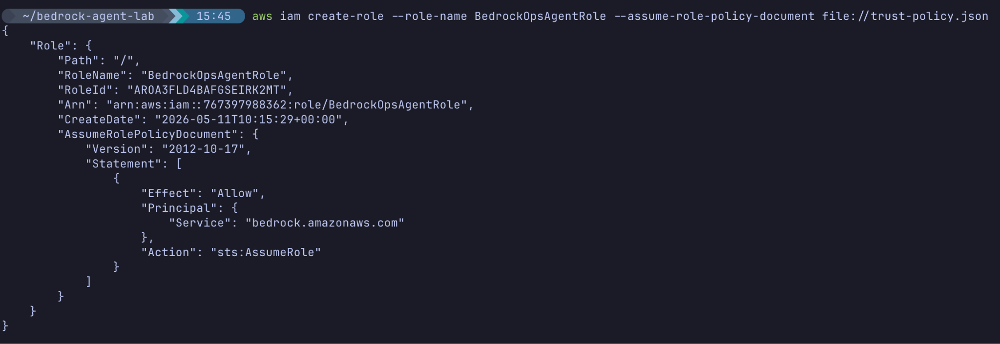 ~/bedrock-agent-lab 15:45 aws iam create-role --role-name BedrockOpsAgentRole --assume-role-policy-document file://trust-policy.json
{
    "Role": {
        "Path": "/",
        "RoleName": "BedrockOpsAgentRole",
        "RoleId": "AROA3FLD4BAFGSEIRK2MT",
        "Arn": "arn:aws:iam::767397988362:role/BedrockOpsAgentRole",
        "CreateDate": "2026-05-11T10:15:29+00:00",
        "AssumeRolePolicyDocument": {
            "Version": "2012-10-17",
            "Statement": [
                {
                    "Effect": "Allow",
                    "Principal": {
                        "Service": "bedrock.amazonaws.com"
                    },
                    "Action": "sts:AssumeRole"
                }
            ]
        }
    }
}